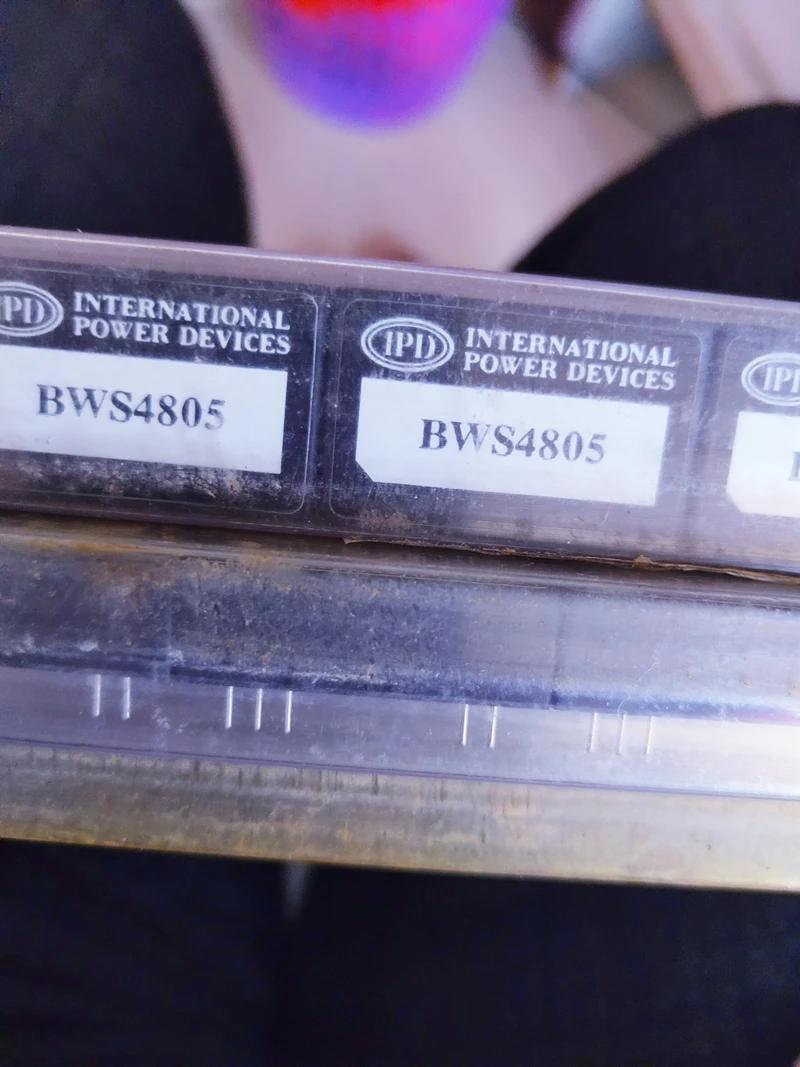 IPD
INTERNATIONAL
POWER DEVICES
BWS4805
IPD
INTERNATIONAL
POWER DEVICES
BWS4805